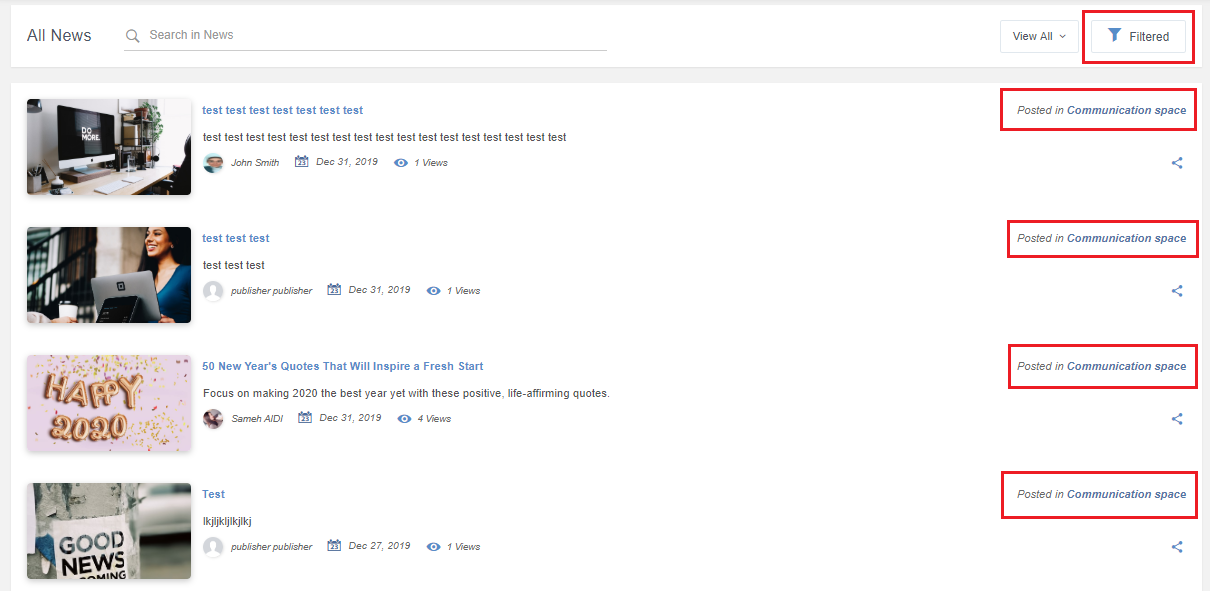 All News
Search in News
View All
Filtered
test test test test test test test
Posted in Communication space
test test test test test test test test test test test test test test test test test
John Smith 23 Dec 31, 2019 1 Views
DO
MORE.
test test test
Posted in Communication space
test test test
publisher publisher 23 Dec 31, 2019 1 Views
50 New Year's Quotes That Will Inspire a Fresh Start
Posted in Communication space
Focus on making 2020 the best year yet with these positive, life-affirming quotes.
Sameh AIDI 23 Dec 31, 2019 4 Views
HAPPY
2020
Test
Posted in Communication space
lkjljkljlkjlkj
publisher publisher 23 Dec 27, 2019 1 Views
GOOD
NEWS
COMING